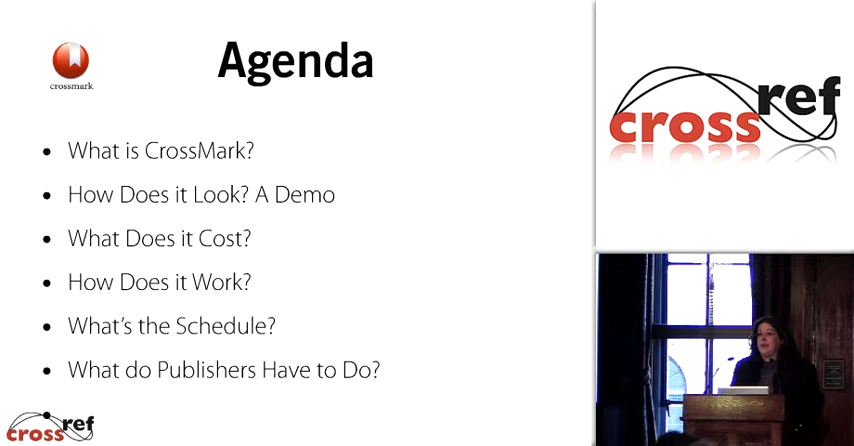 crossmark
Agenda
• What is CrossMark?
• How Does it Look? A Demo
• What Does it Cost?
• How Does it Work?
• What's the Schedule?
• What do Publishers Have to Do?
•
crossref
crossref